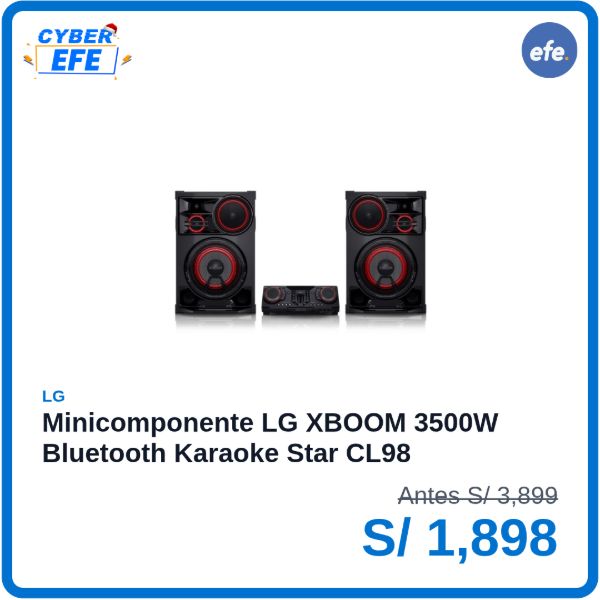 CYBER
EFE
efe.
LG
Minicomponente LG XBOOM 3500W
Bluetooth Karaoke Star CL98
Antes S/ 3,899
S/ 1,898